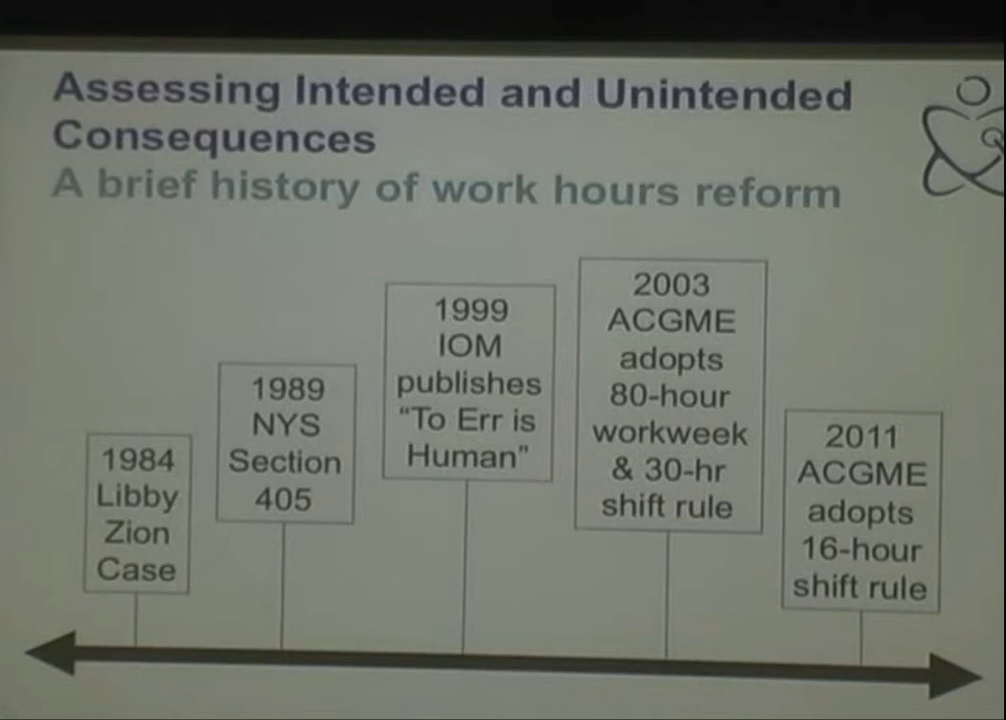 Assessing Intended and Unintended
Consequences
A brief history of work hours reform
1984
Libby
Zion
Case
1989
NYS
Section
405
1999
IOM
publishes
“To Err is
Human”
2003
ACGME
adopts
80-hour
workweek
& 30-hr
shift rule
2011
ACGME
adopts
16-hour
shift rule